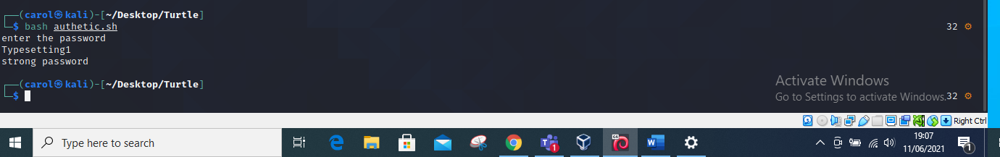 ┌──(carol㉿kali)-[~/Desktop/Turtle]
└─$ bash authetic.sh 32 ⚙
enter the password
Typesetting1
strong password
┌──(carol㉿kali)-[~/Desktop/Turtle]
└─$ 32 ⚙
Activate Windows
Go to Settings to activate Windows.
Right Ctrl
Type here to search
1
64
W
19:07
11/06/2021
1